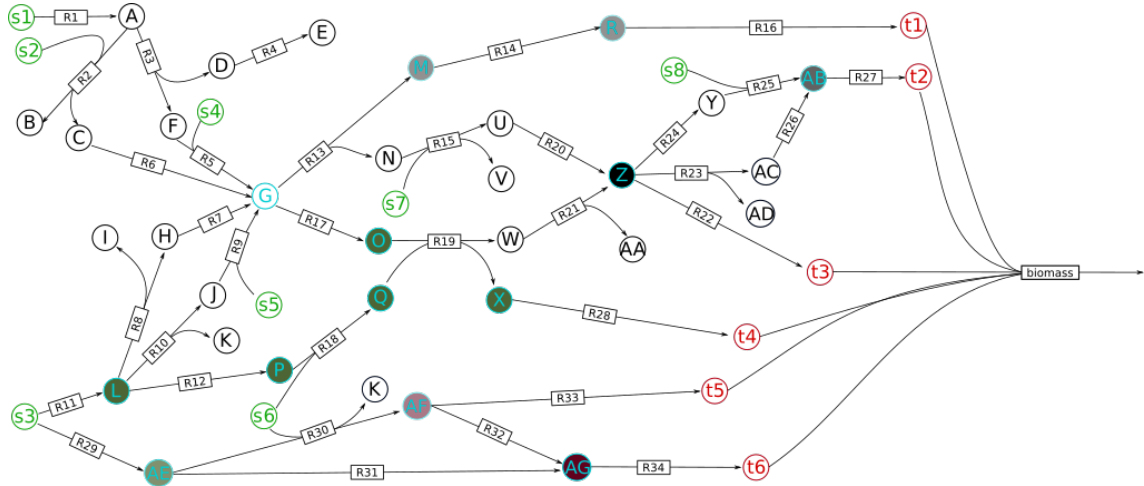 s1
R1
A
s2
R2
R3
B
C
D
R4
E
F
s4
R5
R6
G
R13
M
R14
R
R16
t1
N
R15
U
V
s7
R20
R21
Z
R24
Y
s8
R25
AB
R27
t2
R26
R23
AC
AD
R22
t3
I
H
R7
R9
R8
J
s5
R10
K
R17
O
R19
W
AA
Q
X
R28
t4
R18
P
R12
L
R11
s3
R29
s6
K
R30
AF
R33
t5
R32
AE
R31
AG
R34
t6
biomass